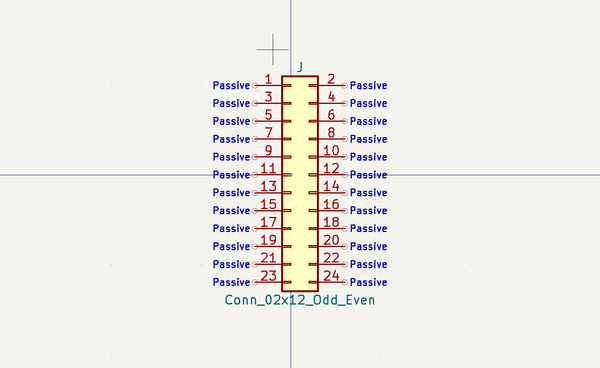 J
Passive 1 2 Passive
Passive 3 4 Passive
Passive 5 6 Passive
Passive 7 8 Passive
Passive 9 10 Passive
Passive 11 12 Passive
Passive 13 14 Passive
Passive 15 16 Passive
Passive 17 18 Passive
Passive 19 20 Passive
Passive 21 22 Passive
Passive 23 24 Passive
Conn_02x12_Odd_Even